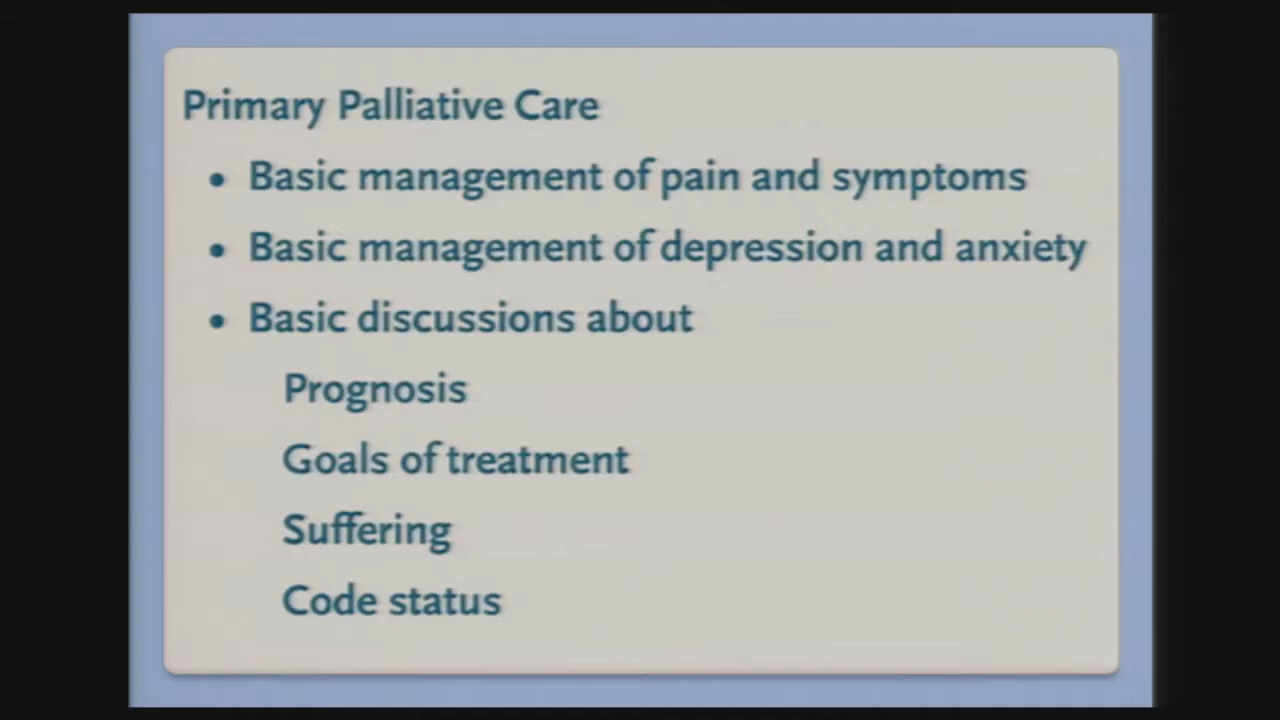 Primary Palliative Care
• Basic management of pain and symptoms
• Basic management of depression and anxiety
• Basic discussions about
Prognosis
Goals of treatment
Suffering
Code status